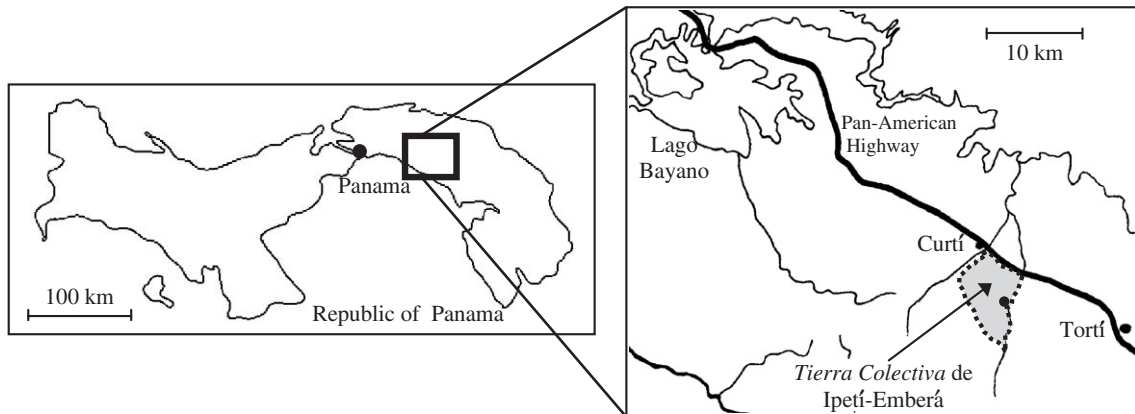 Panama
100 km
Republic of Panama
10 km
Pan-American
Highway
Lago
Bayano
Curtí
Tortí
Tierra Colectiva de
Ipetí-Emberá